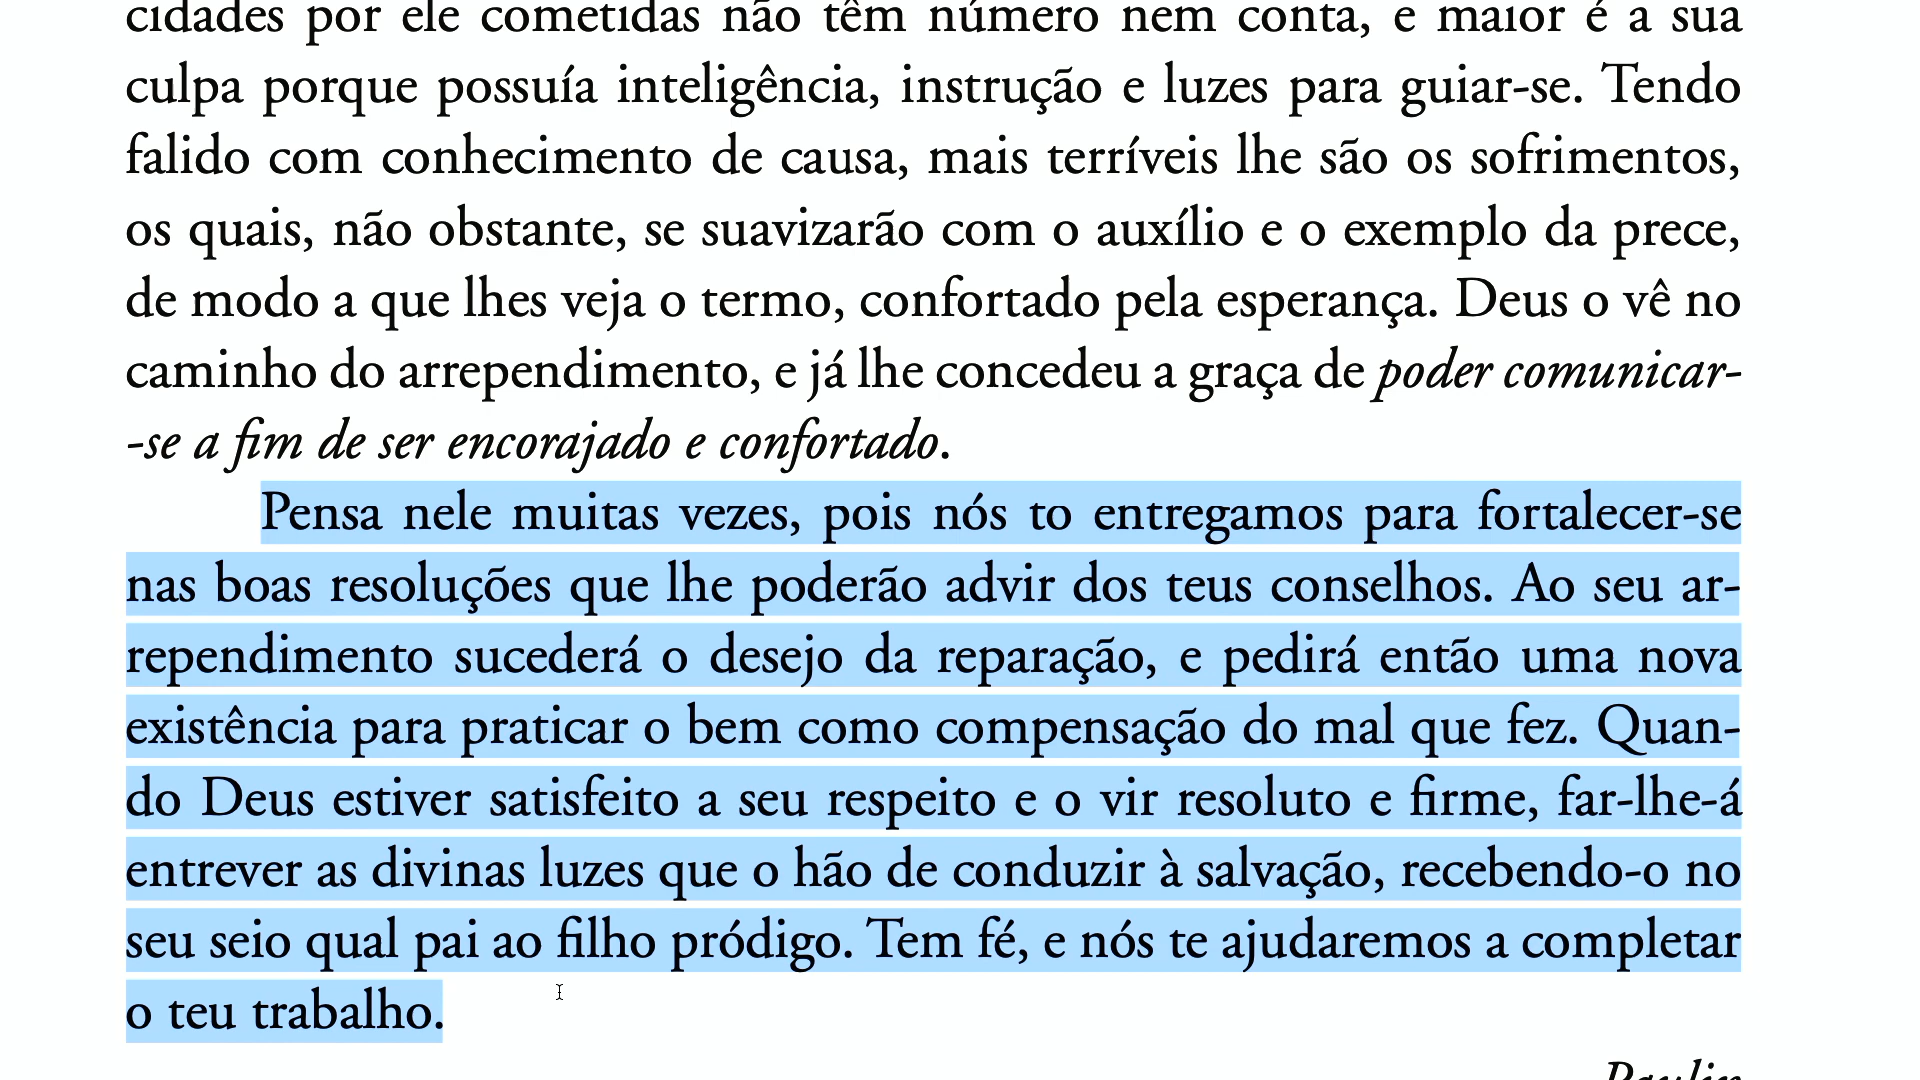 cidades por ele cometidas não têm número nem conta, e maior é a sua
culpa porque possuía inteligência, instrução e luzes para guiar-se. Tendo
falido com conhecimento de causa, mais terríveis lhe são os sofrimentos,
os quais, não obstante, se suavizarão com o auxílio e o exemplo da prece,
de modo a que lhes veja o termo, confortado pela esperança. Deus o vê no
caminho do arrependimento, e já lhe concedeu a graça de poder comunicar-
-se a fim de ser encorajado e confortado.
Pensa nele muitas vezes, pois nós to entregamos para fortalecer-se
nas boas resoluções que lhe poderão advir dos teus conselhos. Ao seu ar-
rependimento sucederá o desejo da reparação, e pedirá então uma nova
existência para praticar o bem como compensação do mal que fez. Quan-
do Deus estiver satisfeito a seu respeito e o vir resoluto e firme, far-lhe-á
entrever as divinas luzes que o hão de conduzir à salvação, recebendo-o no
seu seio qual pai ao filho pródigo. Tem fé, e nós te ajudaremos a completar
o teu trabalho.